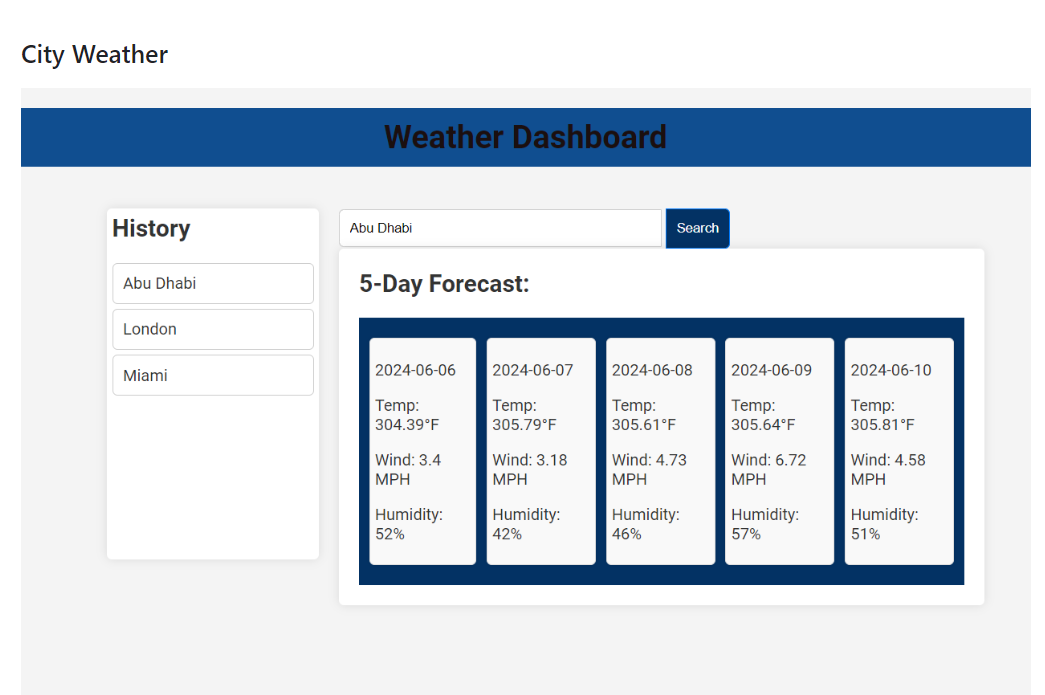 City Weather
Weather Dashboard
History
Abu Dhabi
London
Miami
Abu Dhabi
Search
5-Day Forecast:
2024-06-06
Temp:
304.39°F
Wind: 3.4
MPH
Humidity:
52%
2024-06-07
Temp:
305.79°F
Wind: 3.18
MPH
Humidity:
42%
2024-06-08
Temp:
305.61°F
Wind: 4.73
MPH
Humidity:
46%
2024-06-09
Temp:
305.64°F
Wind: 6.72
MPH
Humidity:
57%
2024-06-10
Temp:
305.81°F
Wind: 4.58
MPH
Humidity:
51%